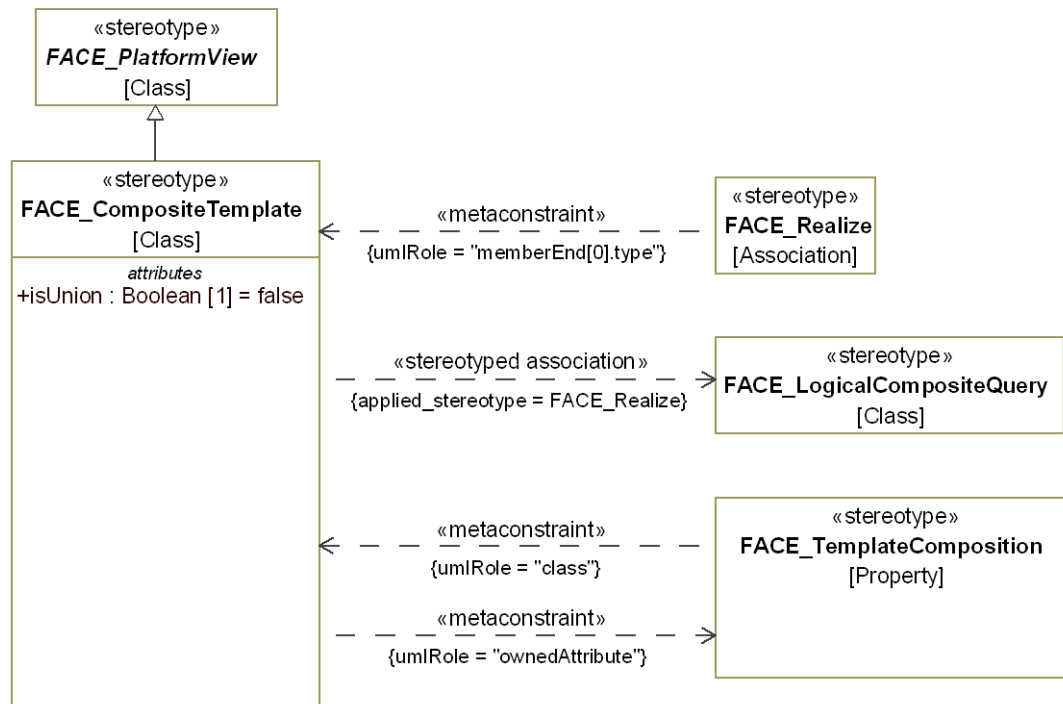 «stereotype»
FACE_PlatformView
[Class]
«stereotype»
FACE_CompositeTemplate
[Class]
attributes
+isUnion : Boolean [1] = false
«metaconstraint»
{umlRole = "memberEnd[0].type"}
«stereotype»
FACE_Realize
[Association]
«stereotyped association»
{applied_stereotype = FACE_Realize}
«stereotype»
FACE_LogicalCompositeQuery
[Class]
«metaconstraint»
{umlRole = "class"}
«metaconstraint»
{umlRole = "ownedAttribute"}
«stereotype»
FACE_TemplateComposition
[Property]